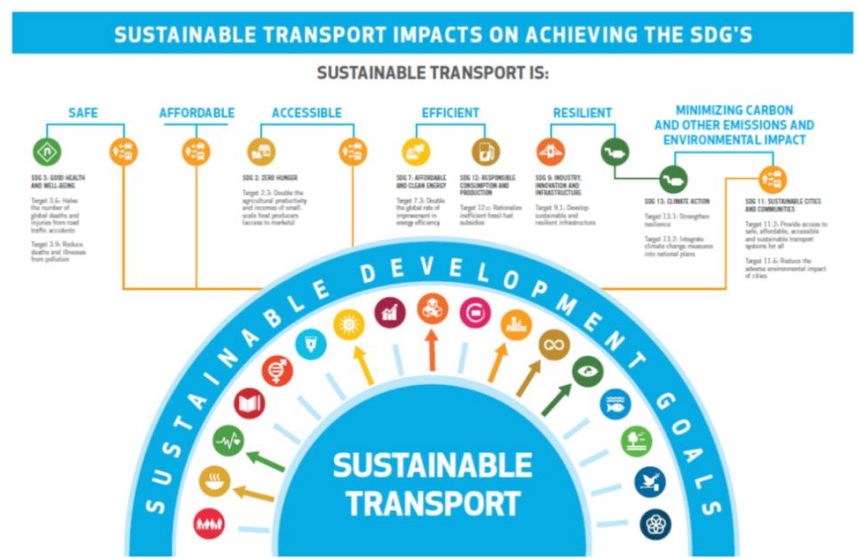 SUSTAINABLE TRANSPORT IMPACTS ON ACHIEVING THE SDG'S
SUSTAINABLE TRANSPORT IS:
SAFE
AFFORDABLE
ACCESSIBLE
EFFICIENT
RESILIENT
MINIMIZING CARBON
AND OTHER EMISSIONS AND
ENVIRONMENTAL IMPACT
SDG 3: GOOD HEALTH
AND WELL-BEING
Target 3.6: Halve
the number of
global deaths and
injuries from road
traffic accidents
Target 3.9: Reduce
deaths and illnesses
from pollution
SDG 2: ZERO HUNGER
Target 2.3: Double the
agricultural productivity
and incomes of small-
scale food producers
(access to markets)
SDG 7: AFFORDABLE
AND CLEAN ENERGY
Target 7.3: Double
the global rate of
improvement in
energy efficiency
SDG 12: RESPONSIBLE
CONSUMPTION AND
PRODUCTION
Target 12.c: Rationalize
inefficient fossil-fuel
subsidies
SDG 9: INDUSTRY,
INNOVATION AND
INFRASTRUCTURE
Target 9.1: Develop
sustainable and
resilient infrastructure
SDG 13: CLIMATE ACTION
Target 13.1: Strengthen
resilience
Target 13.2: Integrate
climate change measures
into national plans
SDG 11: SUSTAINABLE CITIES
AND COMMUNITIES
Target 11.2: Provide access to
safe, affordable, accessible
and sustainable transport
systems for all
Target 11.6: Reduce the
adverse environmental impact
of cities
SUSTAINABLE DEVELOPMENT GOALS
SUSTAINABLE
TRANSPORT